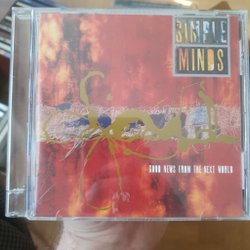 SIMPLE
MINDS
GOOD NEWS FROM THE NEXT WORLD